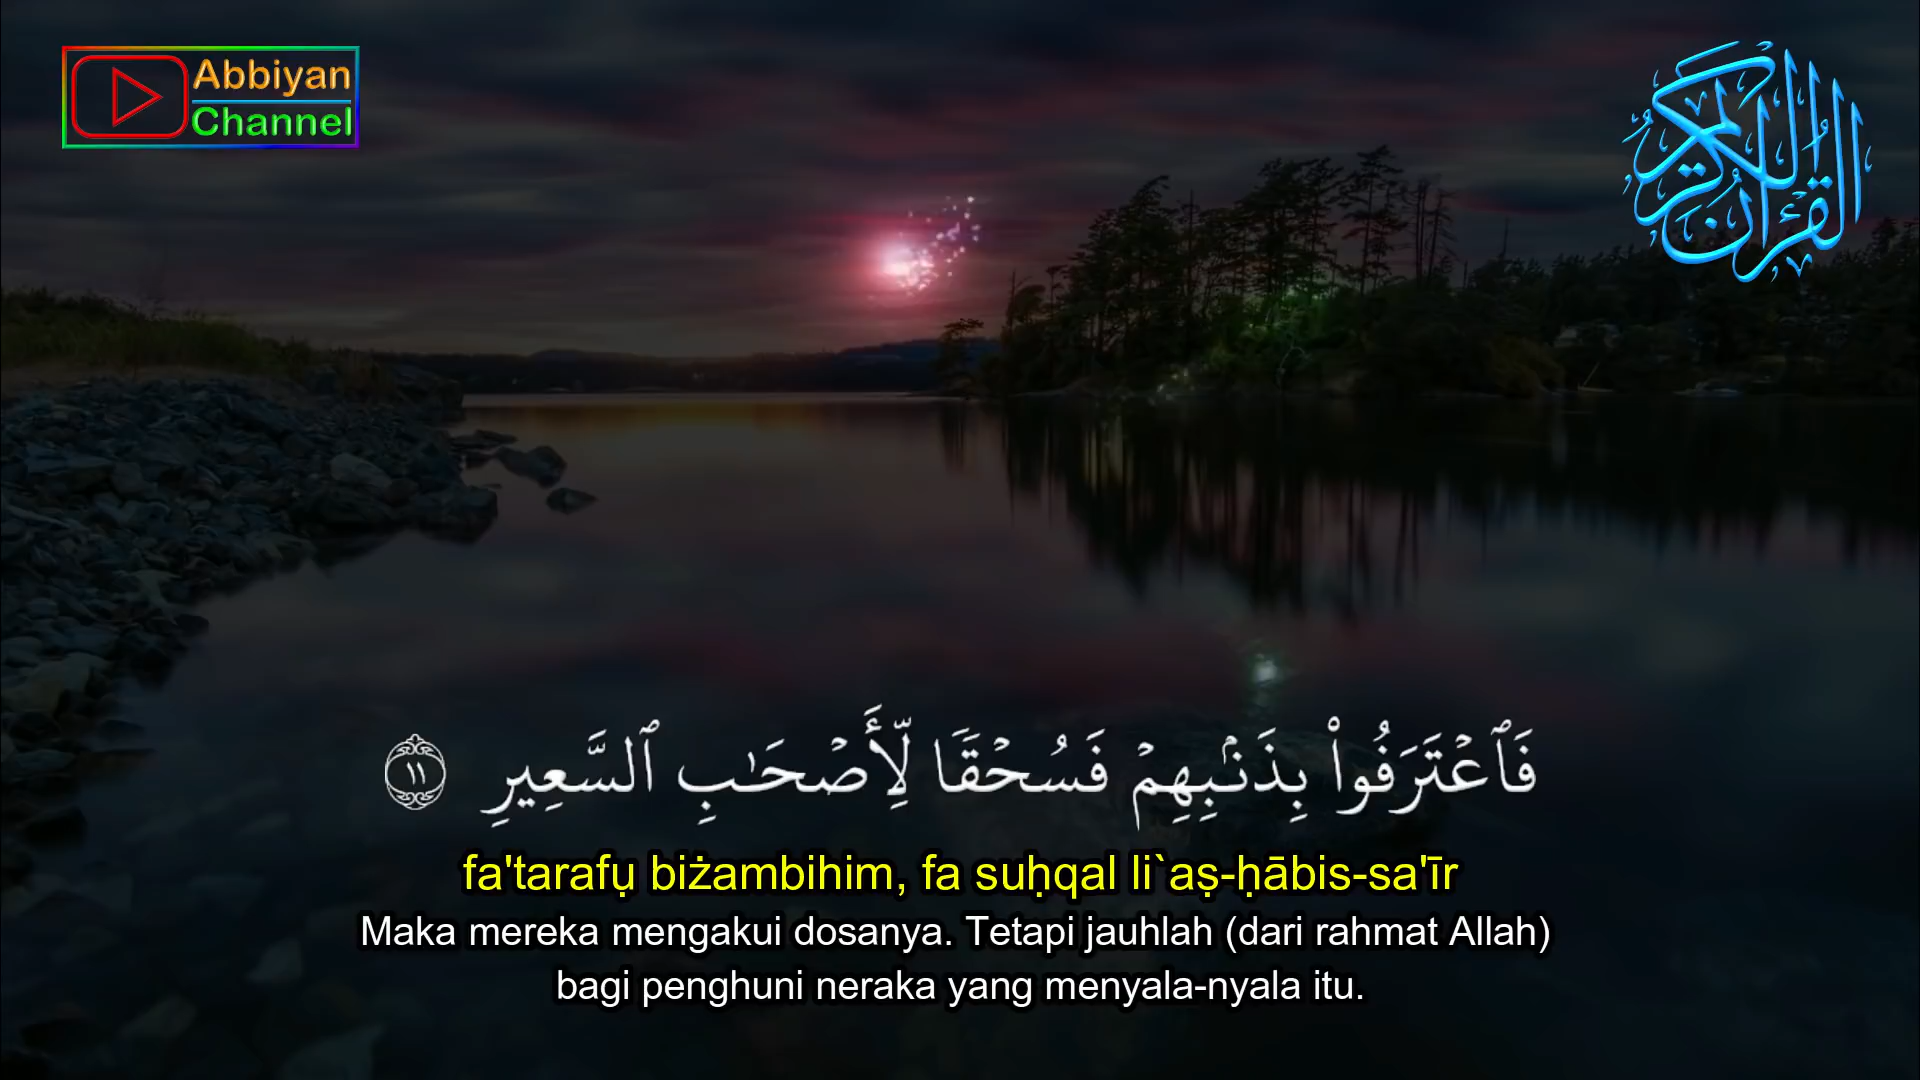 Abbiyan
Channel
القرآن الكريم
فَٱعۡتَرَفُواْ بِذَنۢبِهِمۡ فَسُحۡقٗا لِّأَصۡحَٰبِ ٱلسَّعِيرِ ١١
fa'tarafụ biżambihim, fa suḥqal li`aṣ-ḥābis-sa'īr
Maka mereka mengakui dosanya. Tetapi jauhlah (dari rahmat Allah)
bagi penghuni neraka yang menyala-nyala itu.